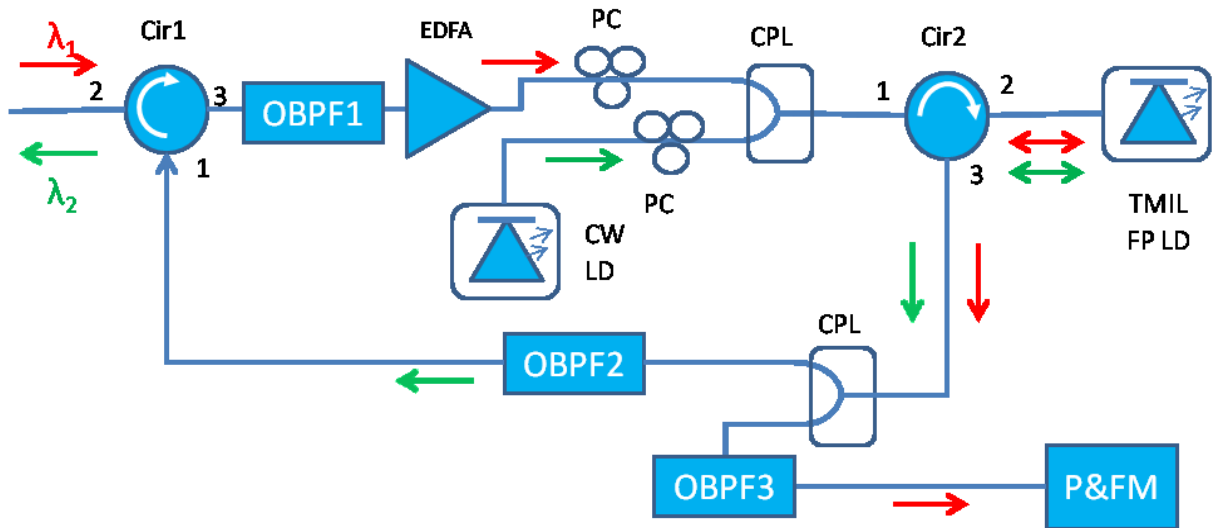 λ1
Cir1
EDFA
PC
CPL
Cir2
2
3
OBPF1
1
2
1
3
PC
TMIL
FP LD
CW
LD
λ2
CPL
OBPF2
OBPF3
P&FM